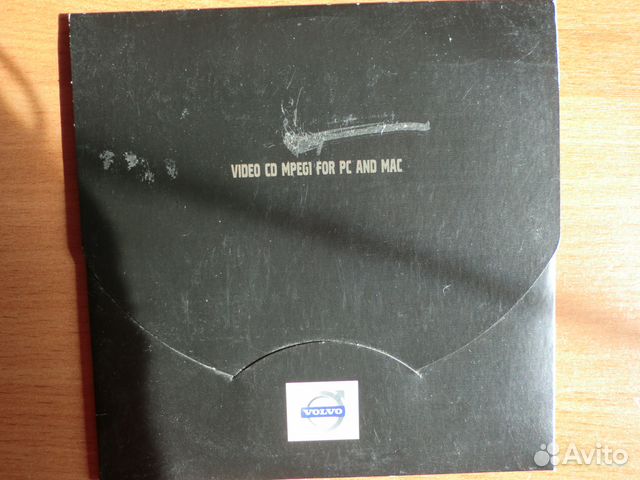 VIDEO CD MPEG1 FOR PC AND MAC
VOLVO
Avito